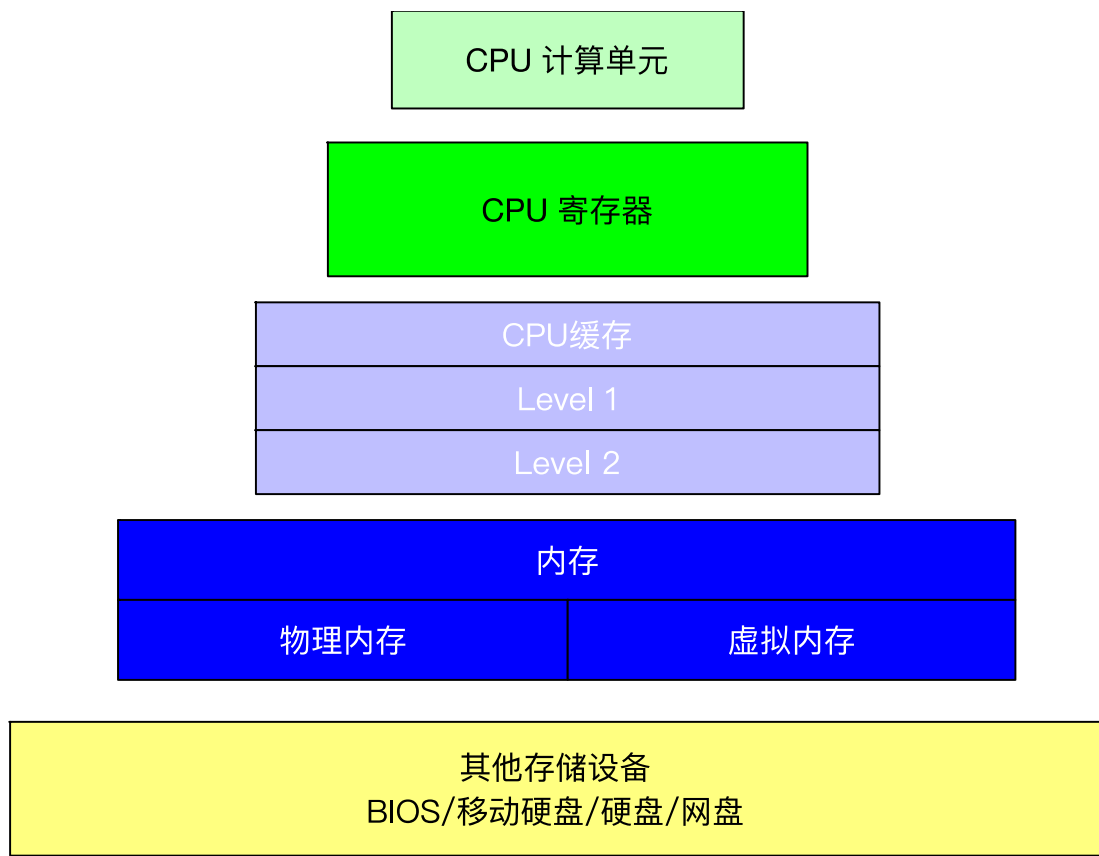 CPU 计算单元
CPU 寄存器
CPU缓存
Level 1
Level 2
内存
物理内存
虚拟内存
其他存储设备
BIOS/移动硬盘/硬盘/网盘